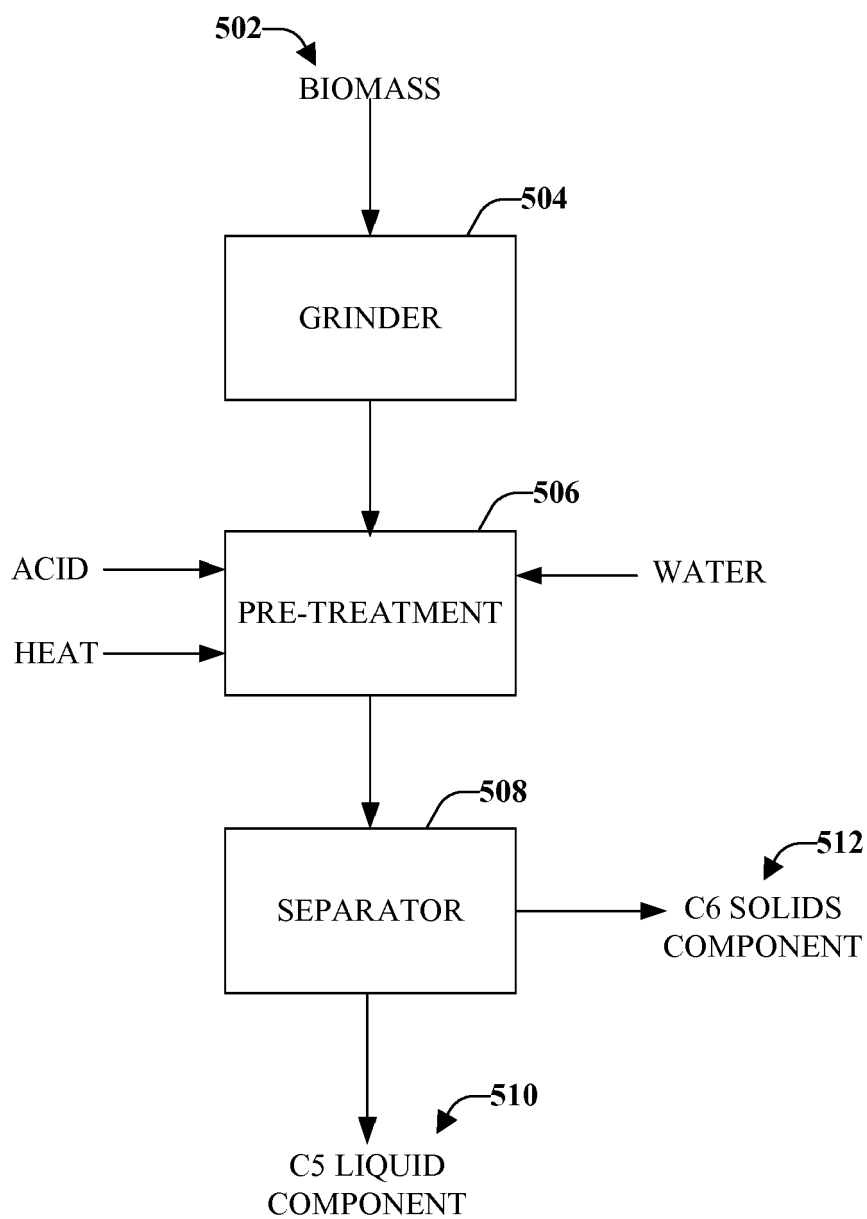 502
BIOMASS
504
GRINDER
506
ACID
WATER
PRE-TREATMENT
HEAT
508
512
SEPARATOR
C6 SOLIDS
COMPONENT
510
C5 LIQUID
COMPONENT